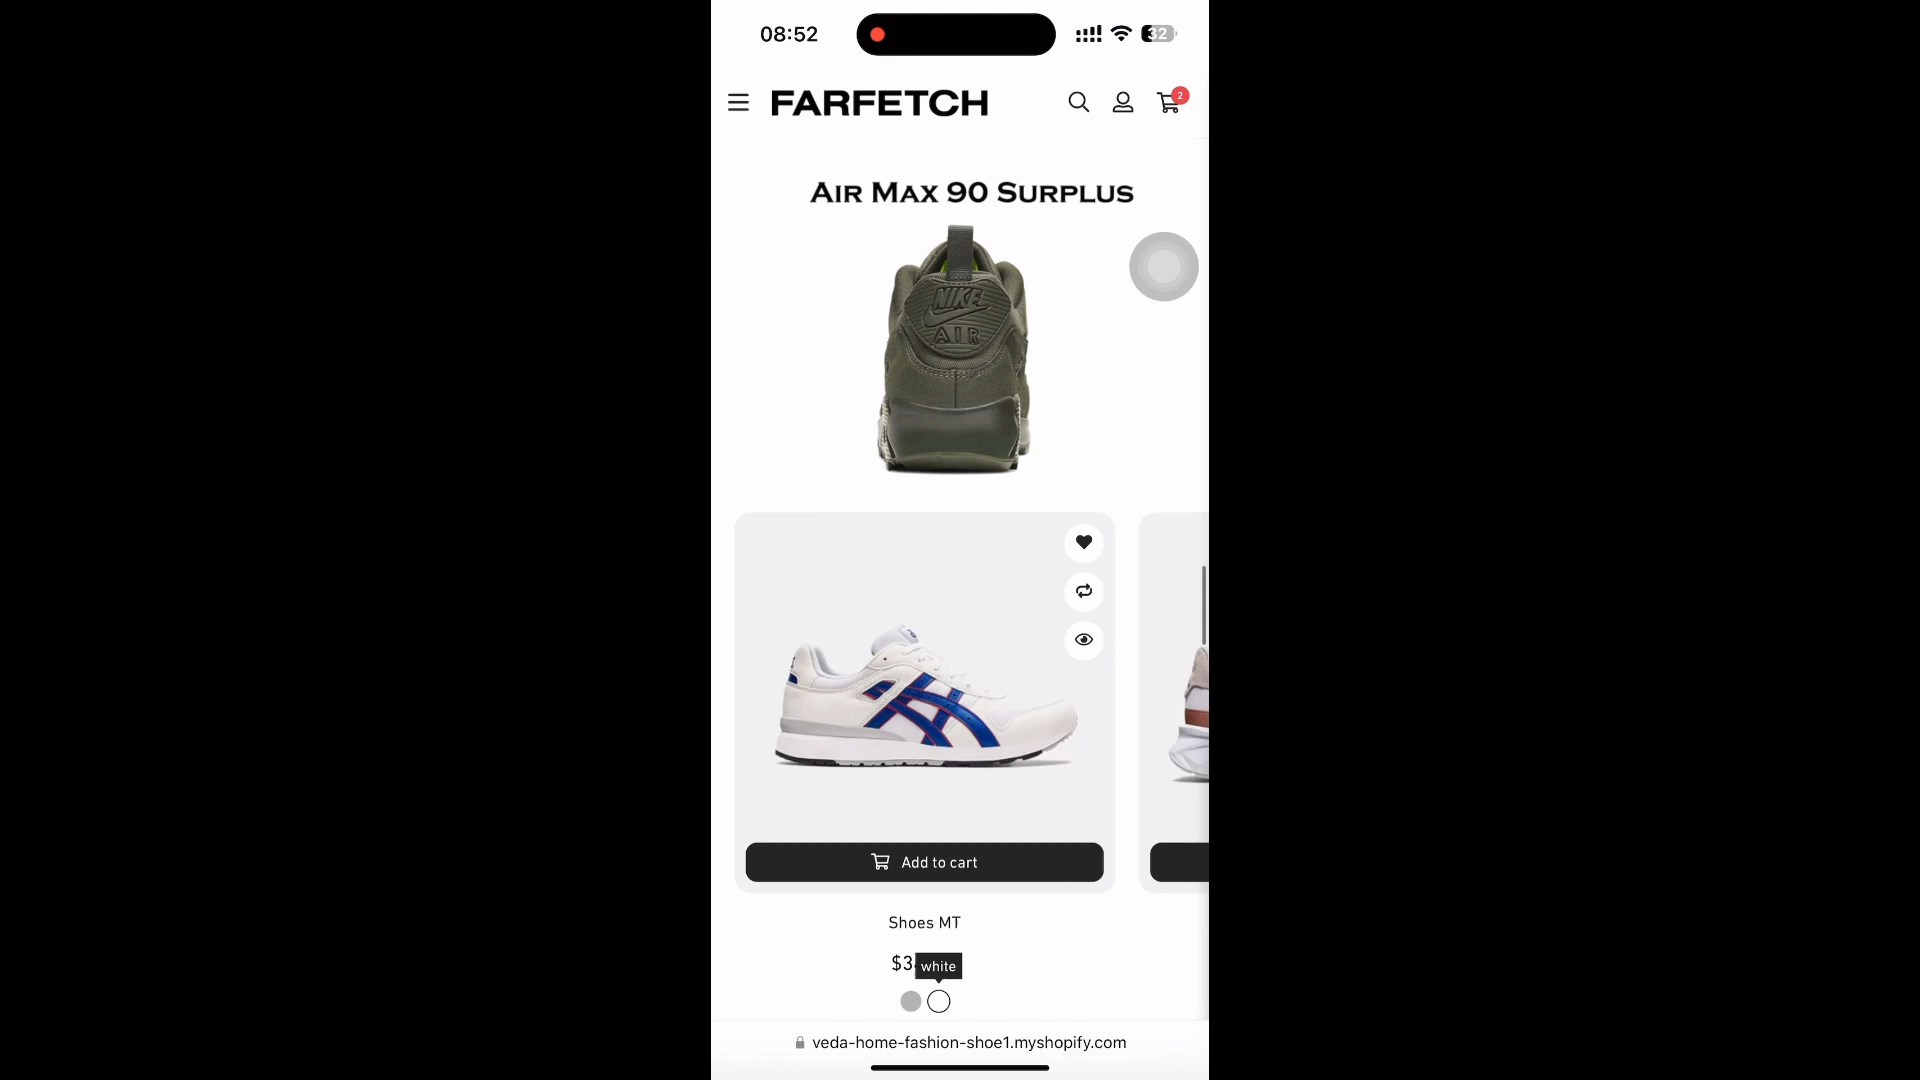 08:52
32
FARFETCH
2
AIR MAX 90 SURPLUS
NIKE
AIR
Add to cart
Shoes MT
$3
white
veda-home-fashion-shoe1.myshopify.com